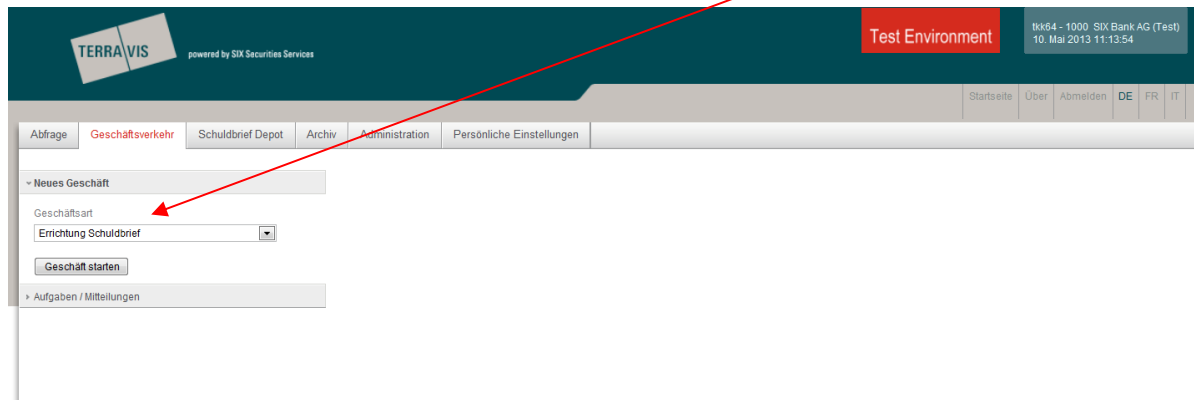 TERRAVIS powered by SIX Securities Services
Test Environment
tkk64 - 1000 SIX Bank AG (Test)
10. Mai 2013 11:13:54
Startseite Über Abmelden DE FR IT
Abfrage Geschäftsverkehr Schuldbrief Depot Archiv Administration Persönliche Einstellungen
Neues Geschäft
Geschäftsart
Errichtung Schuldbrief
Geschäft starten
Aufgaben / Mitteilungen